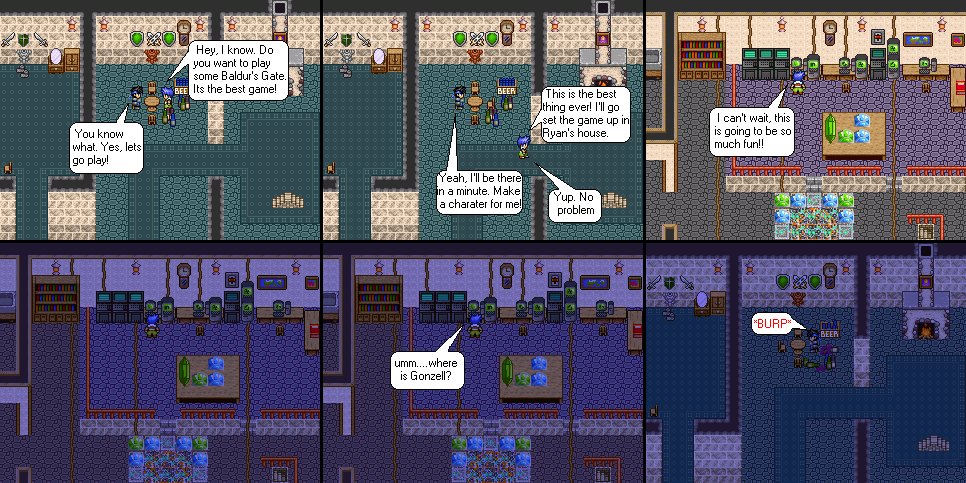 Hey, I know. Do
you want to play
some Baldur's Gate.
Its the best game!
BEER
You know
what. Yes, lets
go play!
BEER
This is the best
thing ever! I'll go
set the game up in
Ryan's house.
Yeah, I'll be there
in a minute. Make
a charater for me!
Yup. No
problem
I can't wait, this
is going to be so
much fun!!
umm....where
is Gonzell?
*BURP*
BEER